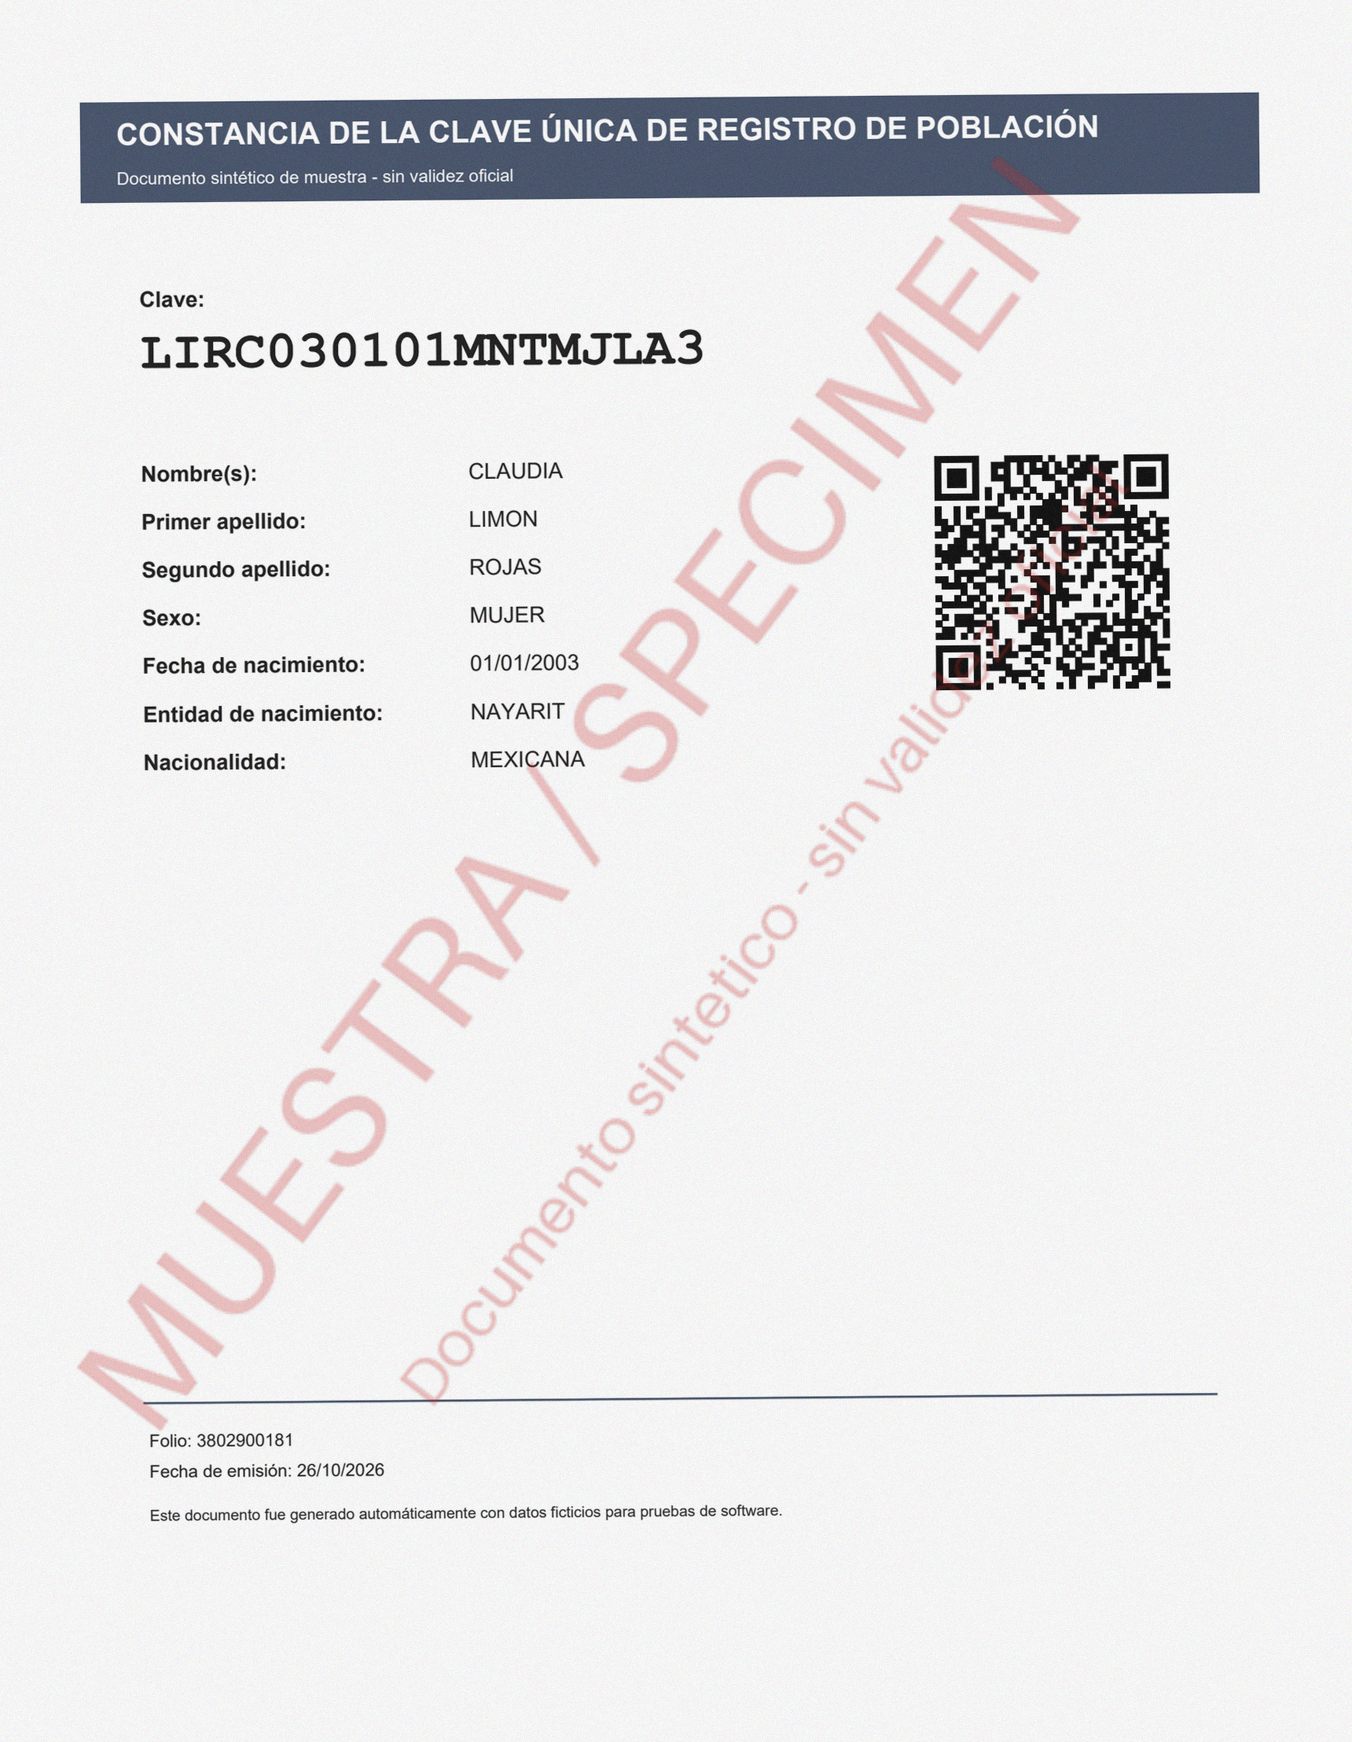 CONSTANCIA DE LA CLAVE ÚNICA DE REGISTRO DE POBLACIÓN
Documento sintético de muestra - sin validez oficial
Clave:
LIRC030101MNTMJLA3
Nombre(s): CLAUDIA
Primer apellido: LIMON
Segundo apellido: ROJAS
Sexo: MUJER
Fecha de nacimiento: 01/01/2003
Entidad de nacimiento: NAYARIT
Nacionalidad: MEXICANA
MUESTRA / SPECIMEN
Documento sintetico - sin validez oficial
Folio: 3802900181
Fecha de emisión: 26/10/2026
Este documento fue generado automáticamente con datos ficticios para pruebas de software.